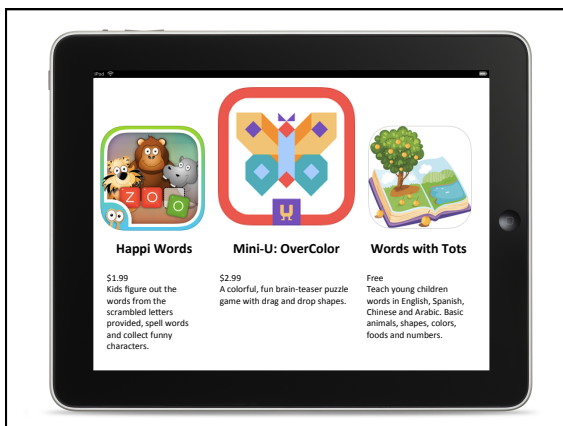 iPad
ZOO
Happi Words
Mini-U: OverColor
Words with Tots
$1.99
Kids figure out the
words from the
scrambled letters
provided, spell words
and collect funny
characters.
$2.99
A colorful, fun brain-teaser puzzle
game with drag and drop shapes.
Free
Teach young children
words in English, Spanish,
Chinese and Arabic. Basic
animals, shapes, colors,
foods and numbers.